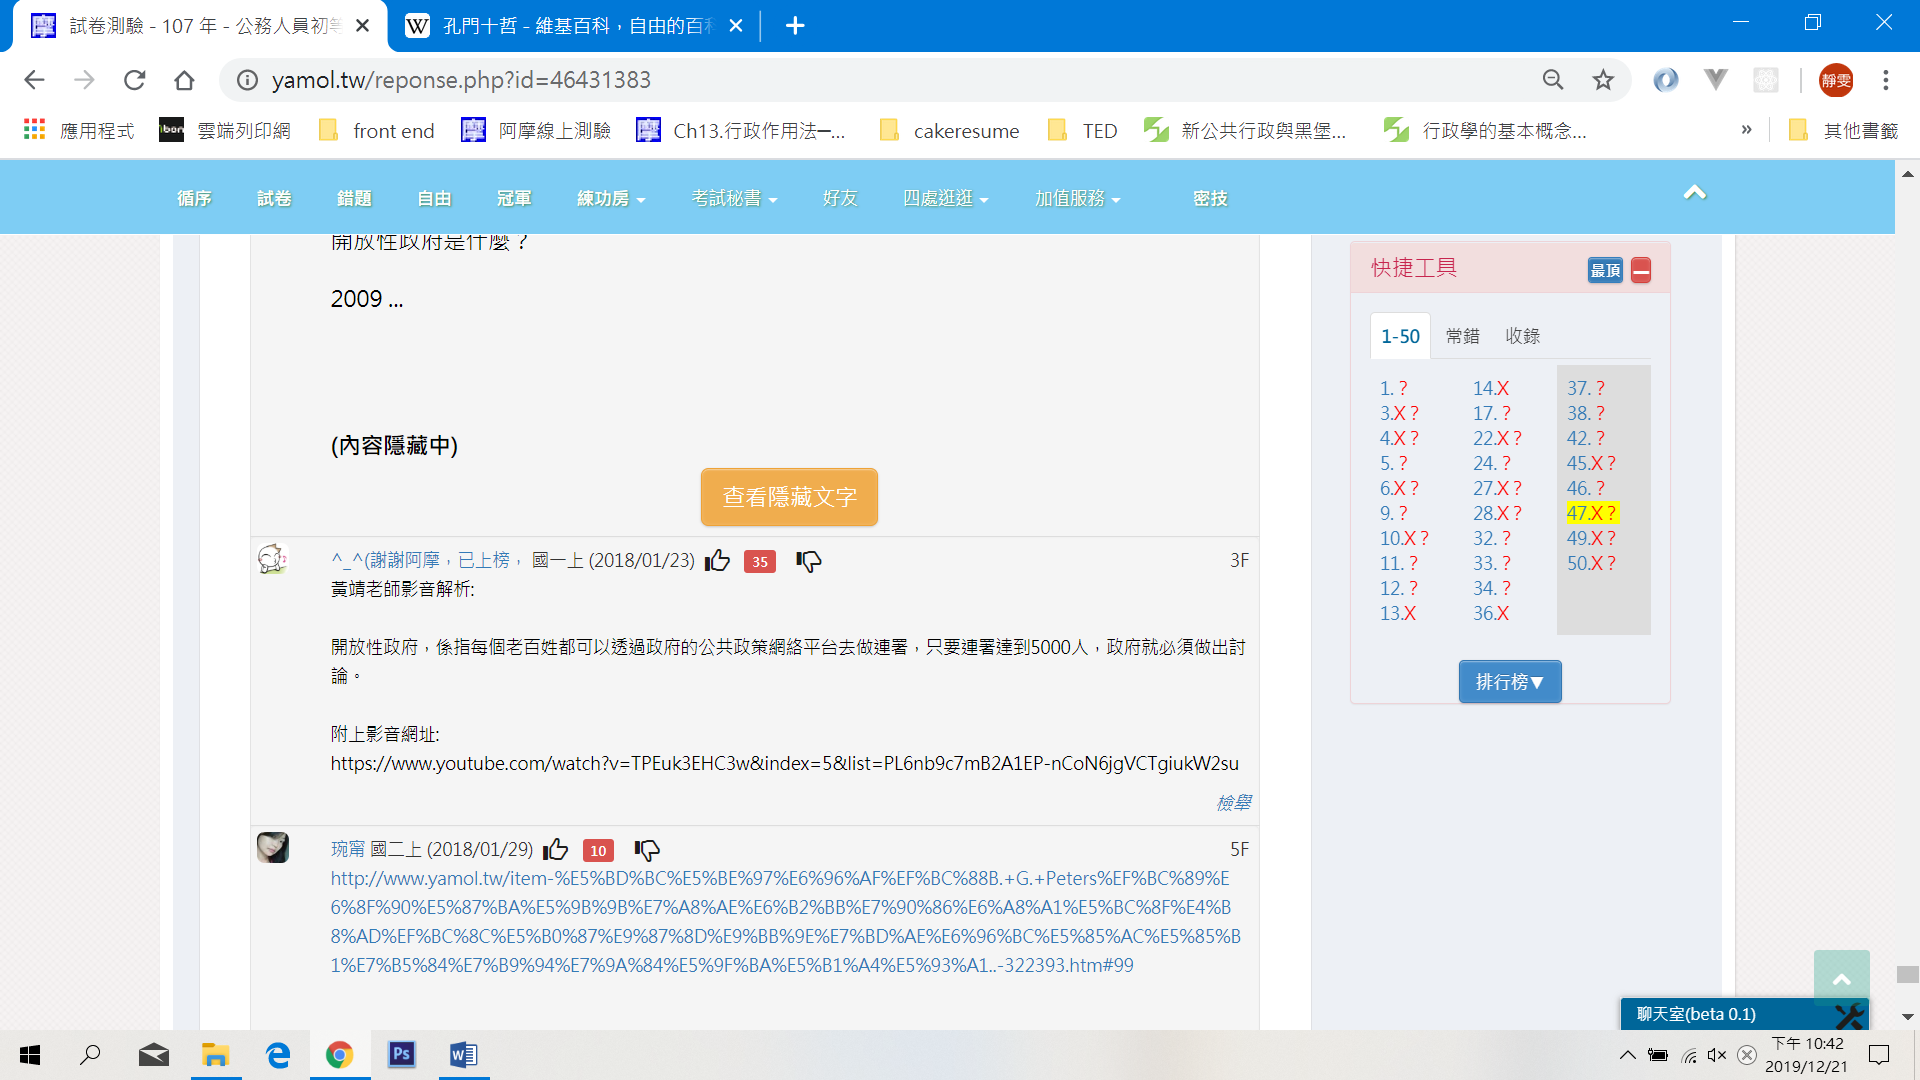 試卷測驗 - 107 年 - 公務人員初等
孔門十哲 - 維基百科，自由的百科
yamol.tw/reponse.php?id=46431383
靜雯
應用程式
ibon
雲端列印網
front end
摩
阿摩線上測驗
摩
Ch13.行政作用法—...
cakeresume
TED
新公共行政與黑堡...
行政學的基本概念...
»
其他書籤
循序
試卷
錯題
自由
冠軍
練功房
考試秘書
好友
四處逛逛
加值服務
密技
開放性政府是什麼？
2009 ...
(內容隱藏中)
查看隱藏文字
^_^(謝謝阿摩，已上榜， 國一上 (2018/01/23) 35 3F
黃靖老師影音解析:
開放性政府，係指每個老百姓都可以透過政府的公共政策網絡平台去做連署，只要連署達到5000人，政府就必須做出討
論。
附上影音網址:
https://www.youtube.com/watch?v=TPEuk3EHC3w&index=5&list=PL6nb9c7mB2A1EP-nCoN6jgVCTgiukW2su
檢舉
琬甯 國二上 (2018/01/29) 10 5F
http://www.yamol.tw/item-%E5%BD%BC%E5%BE%97%E6%96%AF%EF%BC%88B.+G.+Peters%EF%BC%89%E
6%8F%90%E5%87%BA%E5%9B%9B%E7%A8%AE%E6%B2%BB%E7%90%86%E6%A8%A1%E5%BC%8F%E4%B
8%AD%EF%BC%8C%E5%B0%87%E9%87%8D%E9%BB%9E%E7%BD%AE%E6%96%BC%E5%85%AC%E5%85%B
1%E7%B5%84%E7%B9%94%E7%9A%84%E5%9F%BA%E5%B1%A4%E5%93%A1..-322393.htm#99
快捷工具
最頂
1-50
常錯
收錄
1. ?
3.X ?
4.X ?
5. ?
6.X ?
9. ?
10.X ?
11. ?
12. ?
13.X
14.X
17. ?
22.X ?
24. ?
27.X ?
28.X ?
32. ?
33. ?
34. ?
36.X
37. ?
38. ?
42. ?
45.X ?
46. ?
47.X ?
49.X ?
50.X ?
排行榜▼
聊天室(beta 0.1)
Ps
下午 10:42
2019/12/21